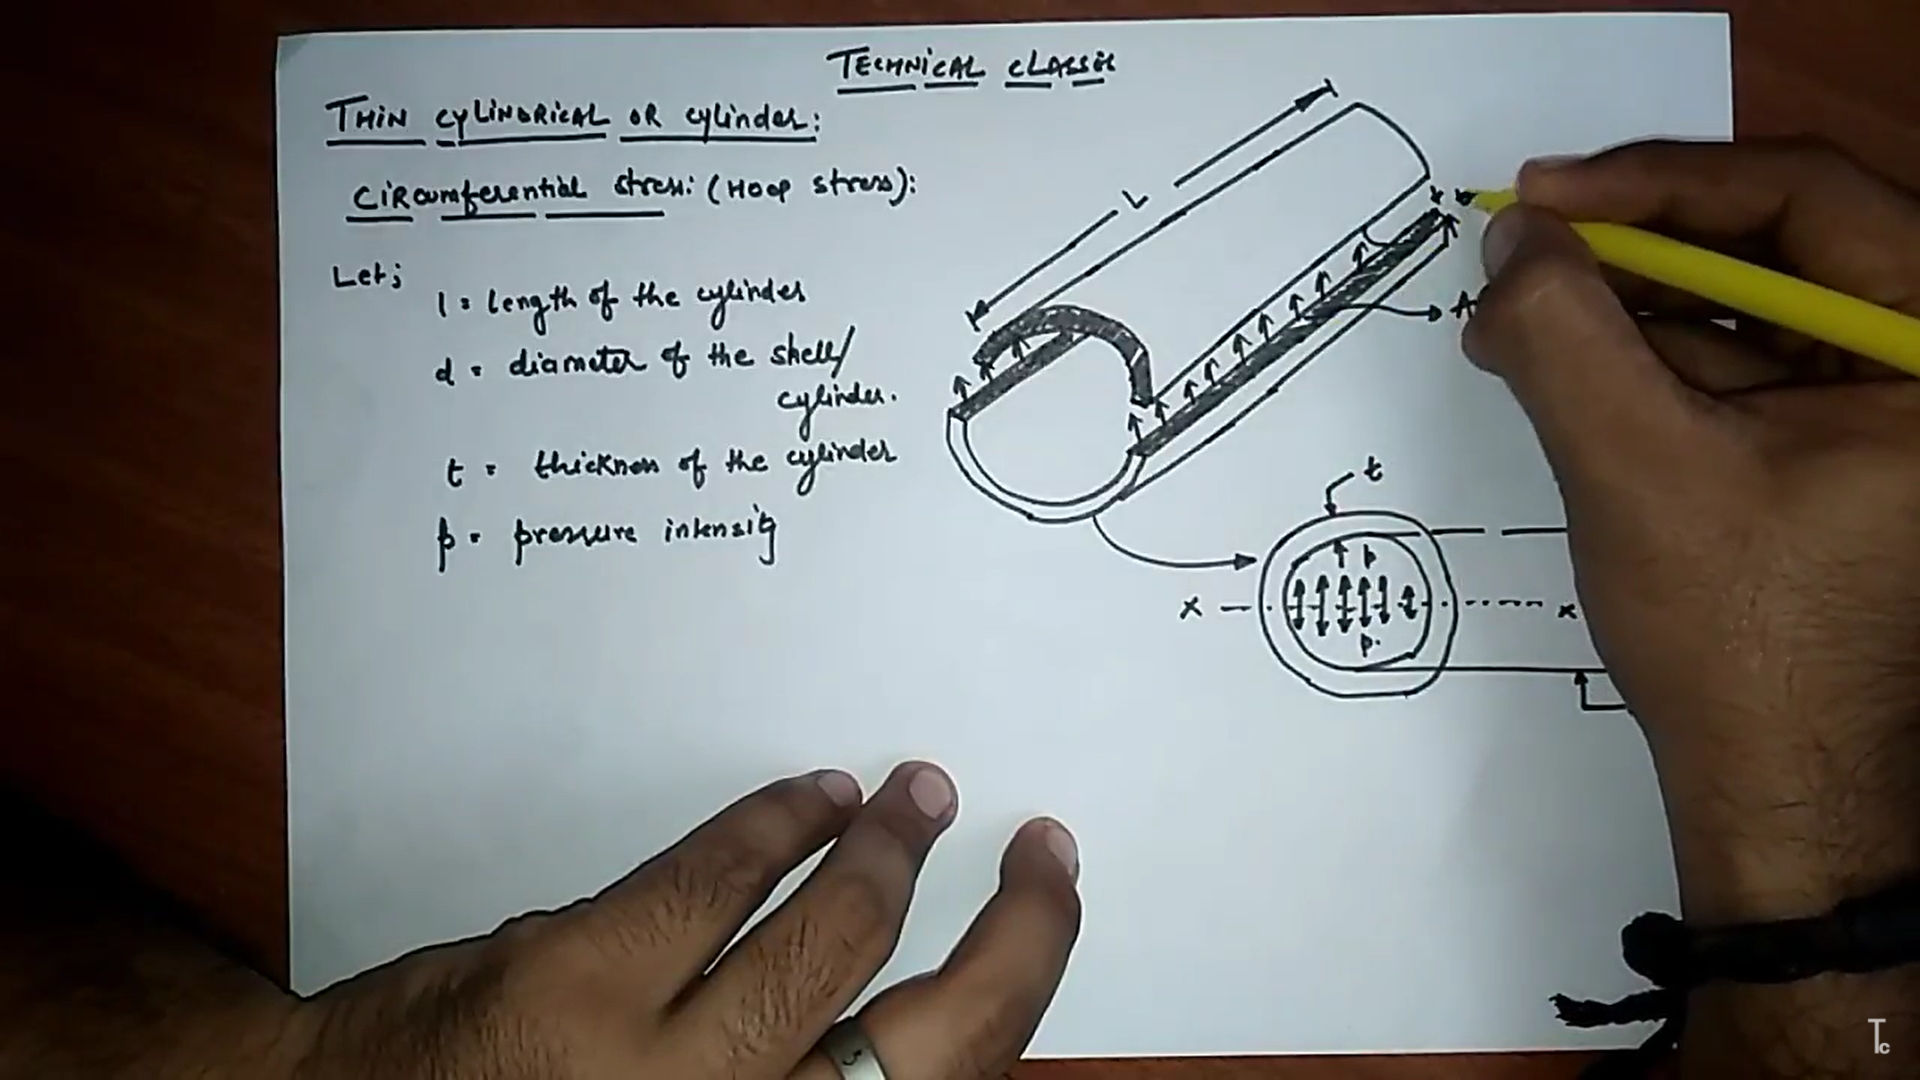 TECHNICAL CLASSES
THIN CYLINDRICAL OR cylinder:
CIRCUMFERENTIAL stress: (HOOP stress):
Let;
l = length of the cylinder
d = diameter of the shell/
cylinder.
t = thickness of the cylinder
p = pressure intensity
L
A
t
p
x
x
p.
Tc